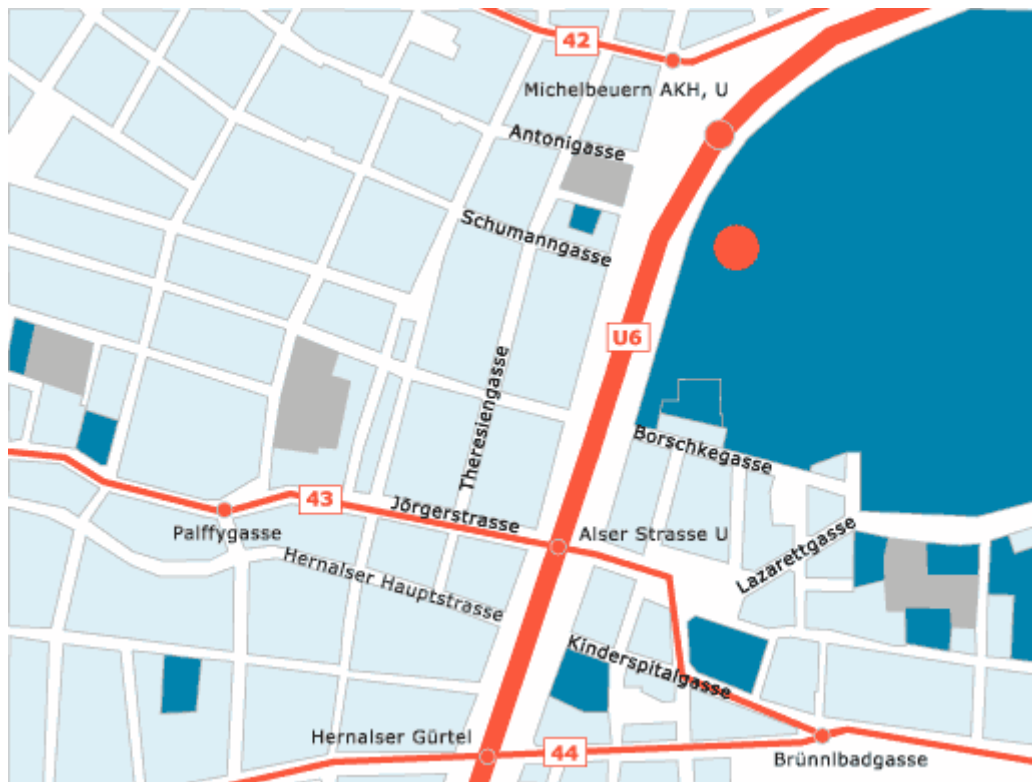 42
Michelbeuern AKH, U
Antonigasse
Schumanngasse
U6
Theresiengasse
Borschkegasse
43
Jörgerstrasse
Palffygasse
Alser Strasse U
Hernalser Hauptstrasse
Lazarettgasse
Kinderspitalgasse
Hernalser Gürtel
44
Brünnlbadgasse